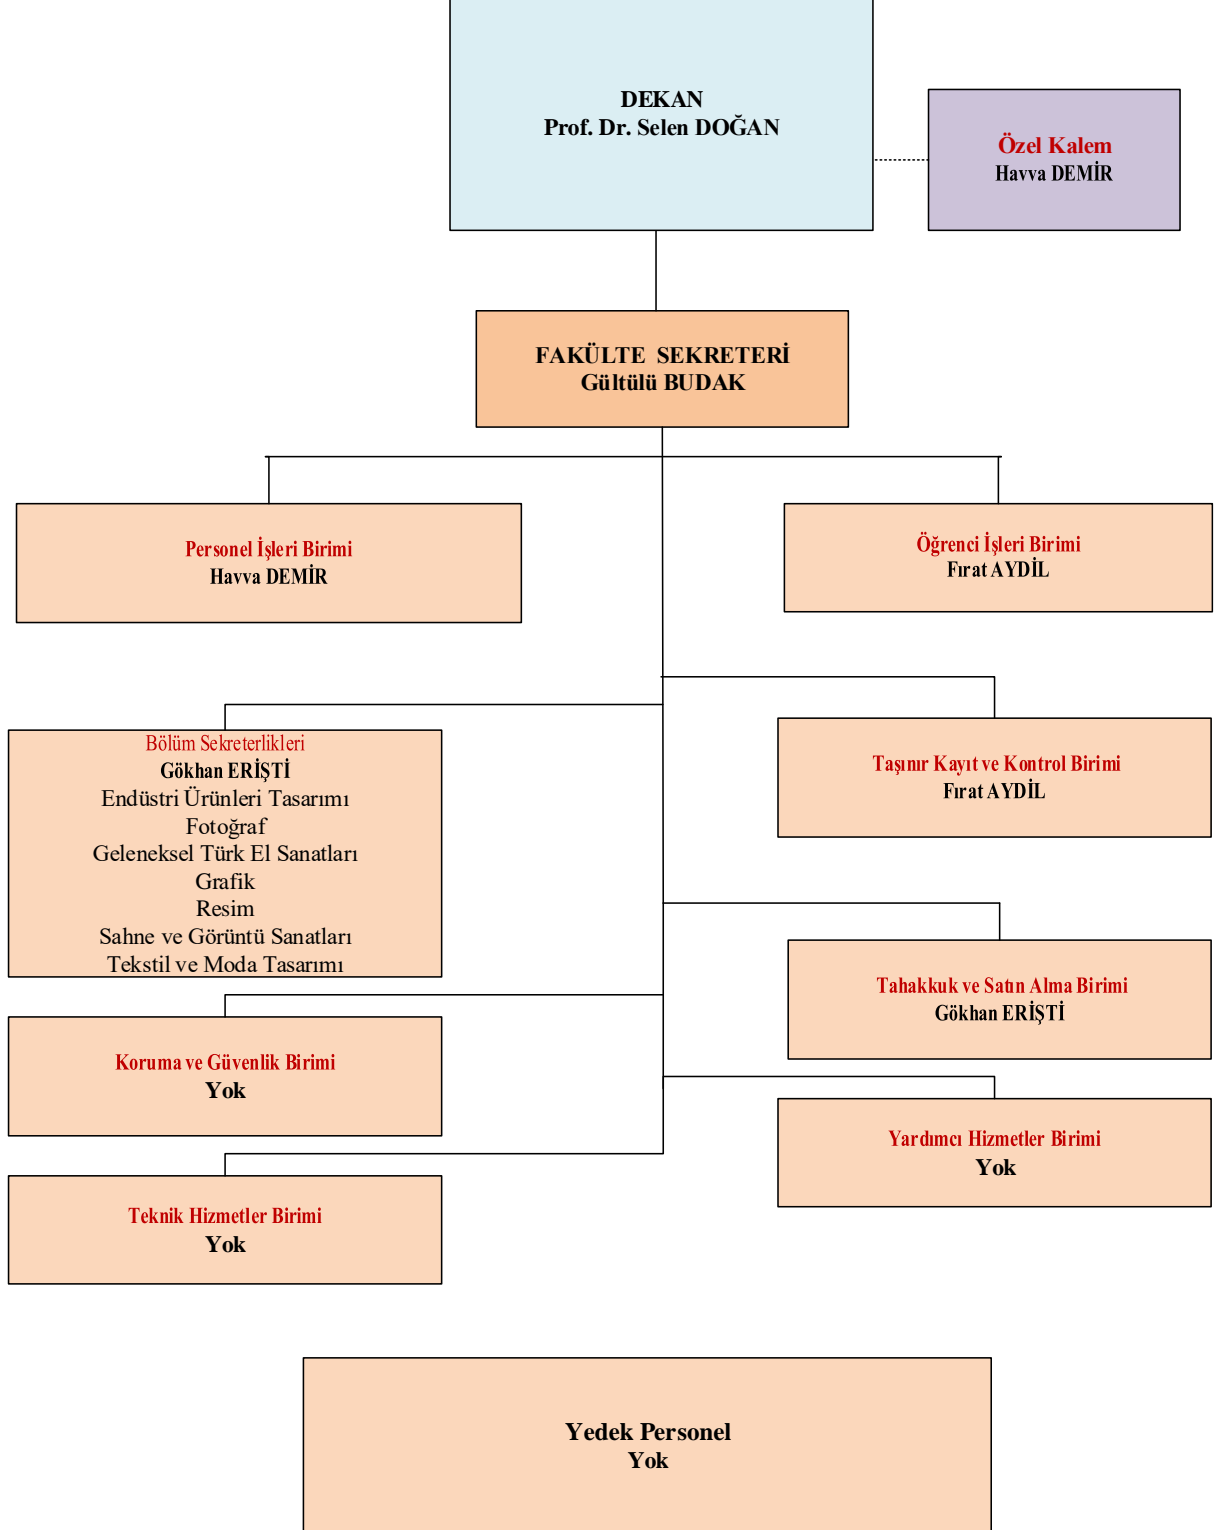 DEKAN
Prof. Dr. Selen DOĞAN
Özel Kalem
Havva DEMİR
FAKÜLTE SEKRETERİ
Gültülü BUDAK
Personel İşleri Birimi
Havva DEMİR
Öğrenci İşleri Birimi
Fırat AYDİL
Bölüm Sekreterlikleri
Gökhan ERİŞTİ
Endüstri Ürünleri Tasarımı
Fotoğraf
Geleneksel Türk El Sanatları
Grafik
Resim
Sahne ve Görüntü Sanatları
Tekstil ve Moda Tasarımı
Taşınır Kayıt ve Kontrol Birimi
Fırat AYDİL
Tahakkuk ve Satın Alma Birimi
Gökhan ERİŞTİ
Koruma ve Güvenlik Birimi
Yok
Yardımcı Hizmetler Birimi
Yok
Teknik Hizmetler Birimi
Yok
Yedek Personel
Yok